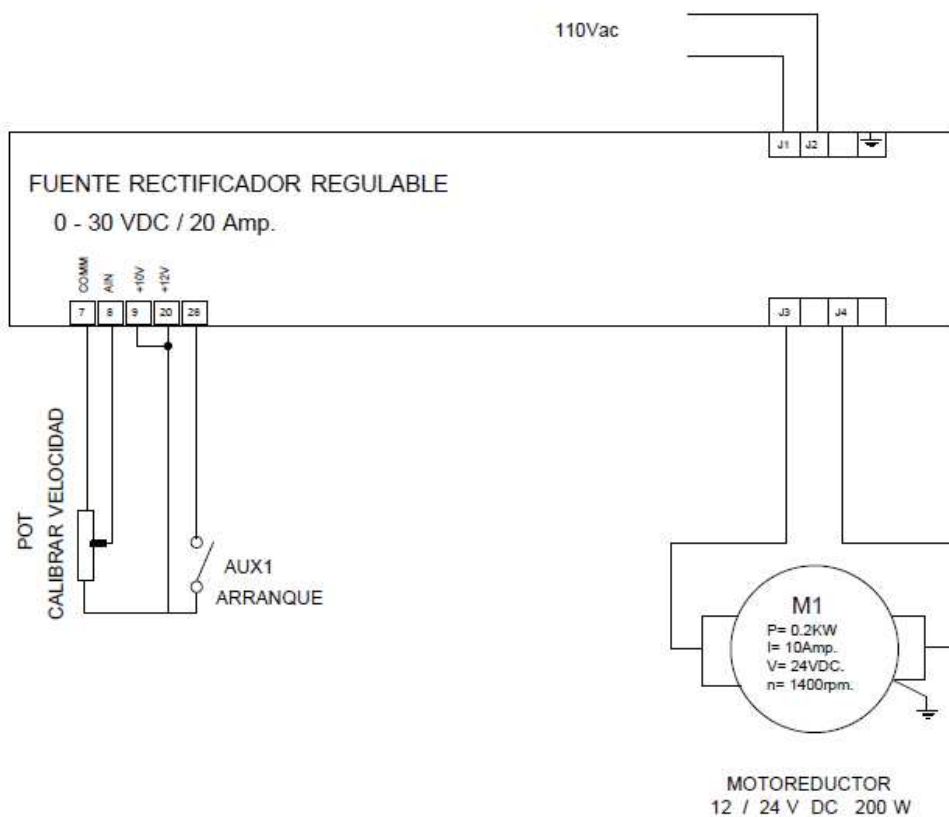 110Vac
J1 J2
FUENTE RECTIFICADOR REGULABLE
0 - 30 VDC / 20 Amp.
COMM AIN +10V +12V
7 8 9 20 28
J3 J4
POT
CALIBRAR VELOCIDAD
AUX1
ARRANQUE
M1
P= 0.2KW
I= 10Amp.
V= 24VDC.
n= 1400rpm.
MOTOREDUCTOR
12 / 24 V DC 200 W